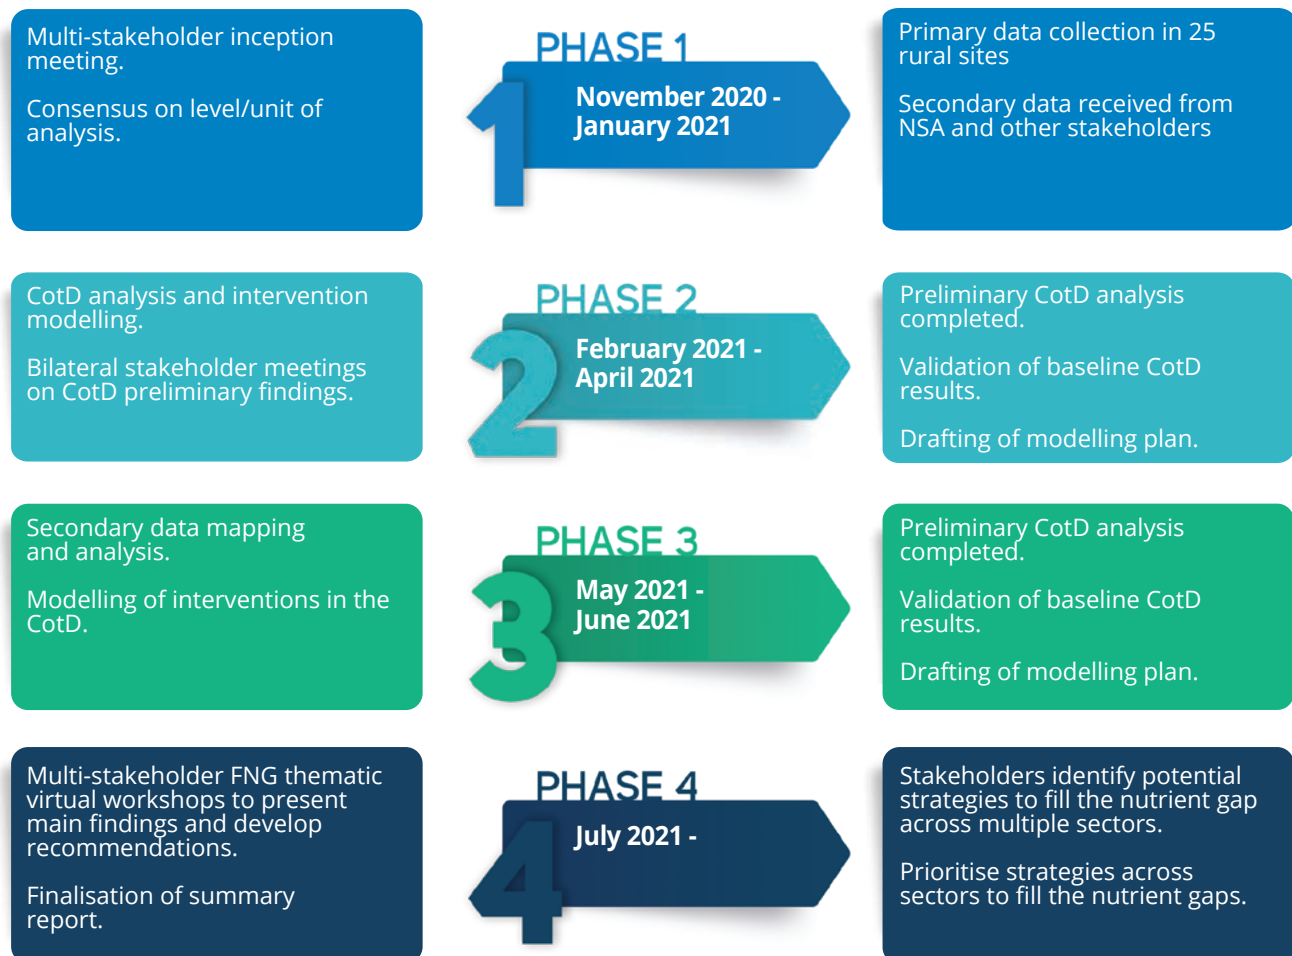 Multi-stakeholder inception
meeting.
Consensus on level/unit of
analysis.
PHASE 1
1
November 2020 -
January 2021
Primary data collection in 25
rural sites
Secondary data received from
NSA and other stakeholders
CotD analysis and intervention
modelling.
Bilateral stakeholder meetings
on CotD preliminary findings.
PHASE 2
2
February 2021 -
April 2021
Preliminary CotD analysis
completed.
Validation of baseline CotD
results.
Drafting of modelling plan.
Secondary data mapping
and analysis.
Modelling of interventions in the
CotD.
PHASE 3
3
May 2021 -
June 2021
Preliminary CotD analysis
completed.
Validation of baseline CotD
results.
Drafting of modelling plan.
Multi-stakeholder FNG thematic
virtual workshops to present
main findings and develop
recommendations.
Finalisation of summary
report.
PHASE 4
4
July 2021 -
Stakeholders identify potential
strategies to fill the nutrient gap
across multiple sectors.
Prioritise strategies across
sectors to fill the nutrient gaps.